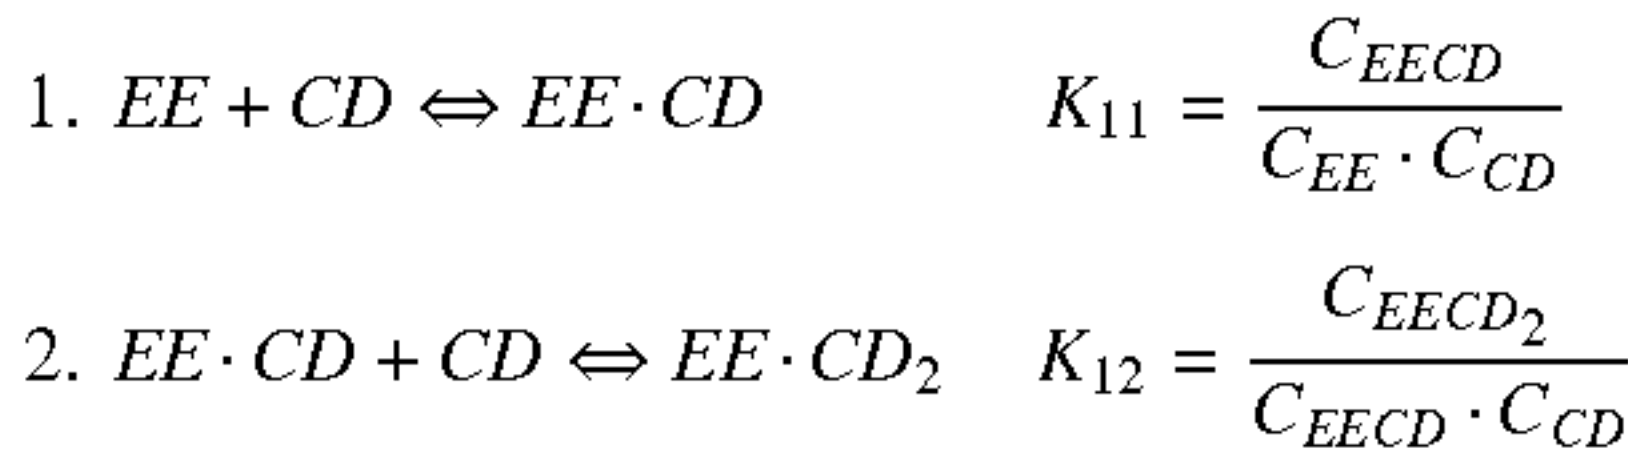 1. EE + CD ⇔ EE · CD K₁₁ = C_EECD / (C_EE · C_CD)
2. EE · CD + CD ⇔ EE · CD₂ K₁₂ = C_EECD₂ / (C_EECD · C_CD)